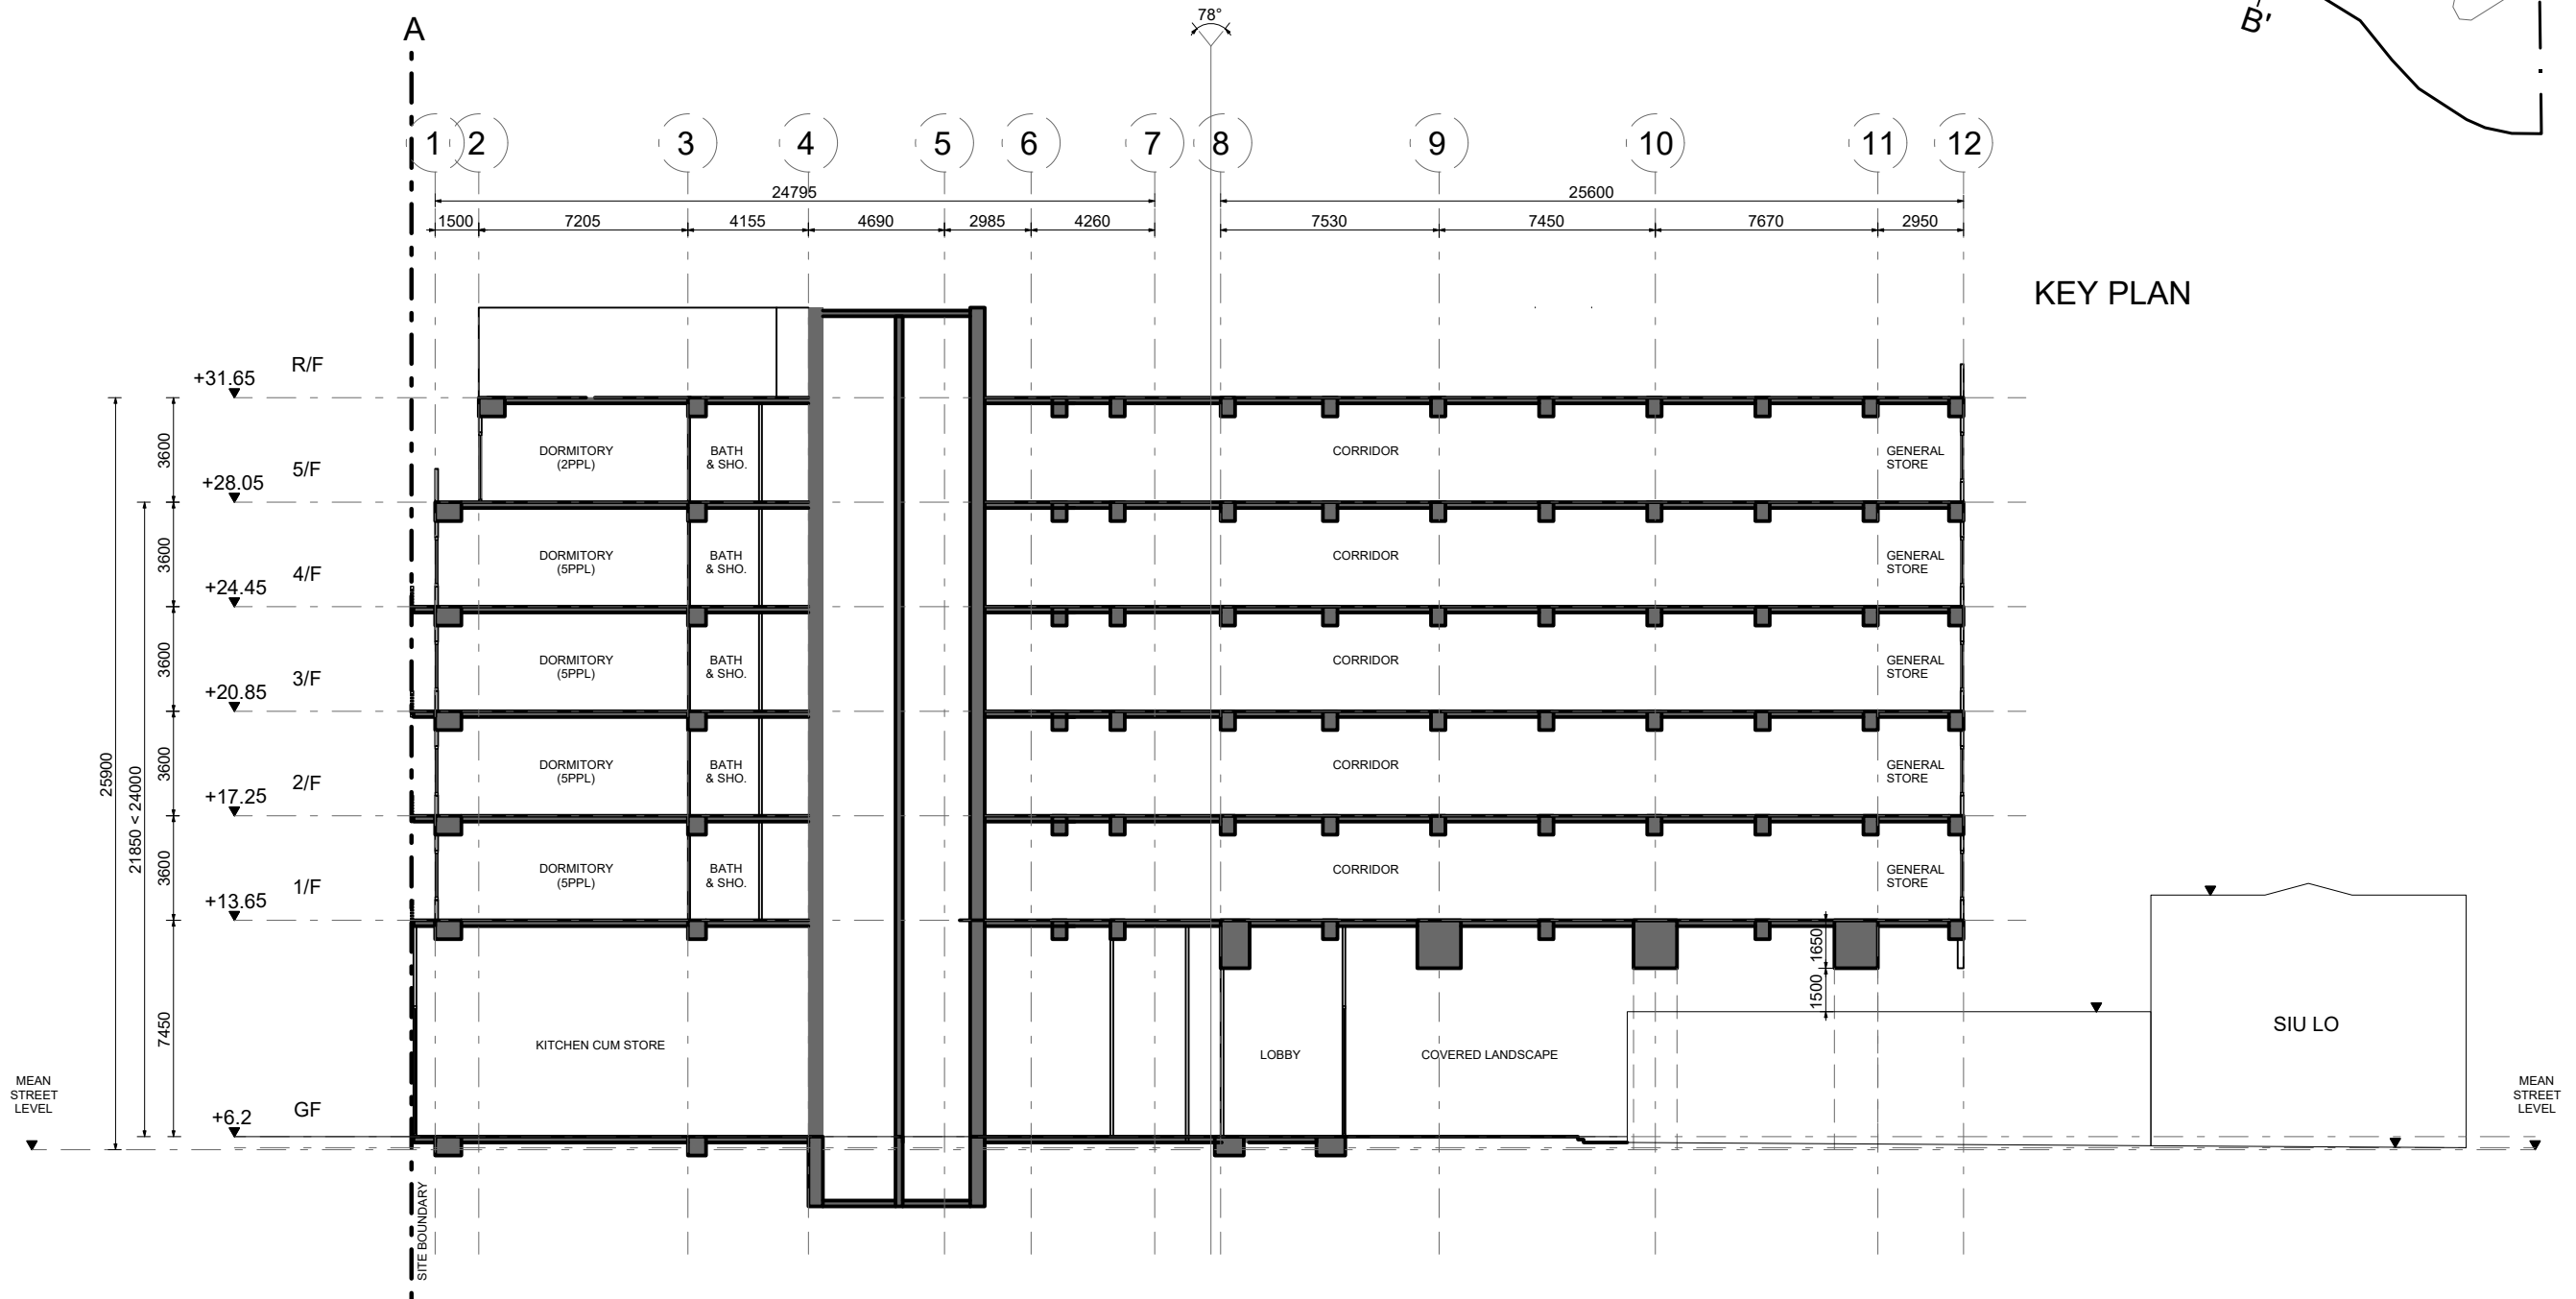 A
78°
B'
1
2
3
4
5
6
7
8
9
10
11
12
24795
25600
1500
7205
4155
4690
2985
4260
7530
7450
7670
2950
KEY PLAN
R/F
+31.65
3600
DORMITORY
(2PPL)
BATH
& SHO.
CORRIDOR
GENERAL
STORE
5/F
+28.05
3600
DORMITORY
(5PPL)
BATH
& SHO.
CORRIDOR
GENERAL
STORE
4/F
+24.45
3600
DORMITORY
(5PPL)
BATH
& SHO.
CORRIDOR
GENERAL
STORE
3/F
+20.85
3600
DORMITORY
(5PPL)
BATH
& SHO.
CORRIDOR
GENERAL
STORE
25900
21850 < 24000
2/F
+17.25
3600
DORMITORY
(5PPL)
BATH
& SHO.
CORRIDOR
GENERAL
STORE
1/F
+13.65
1650
1500
7450
KITCHEN CUM STORE
LOBBY
COVERED LANDSCAPE
SIU LO
MEAN
STREET
LEVEL
GF
+6.2
MEAN
STREET
LEVEL
SITE BOUNDARY